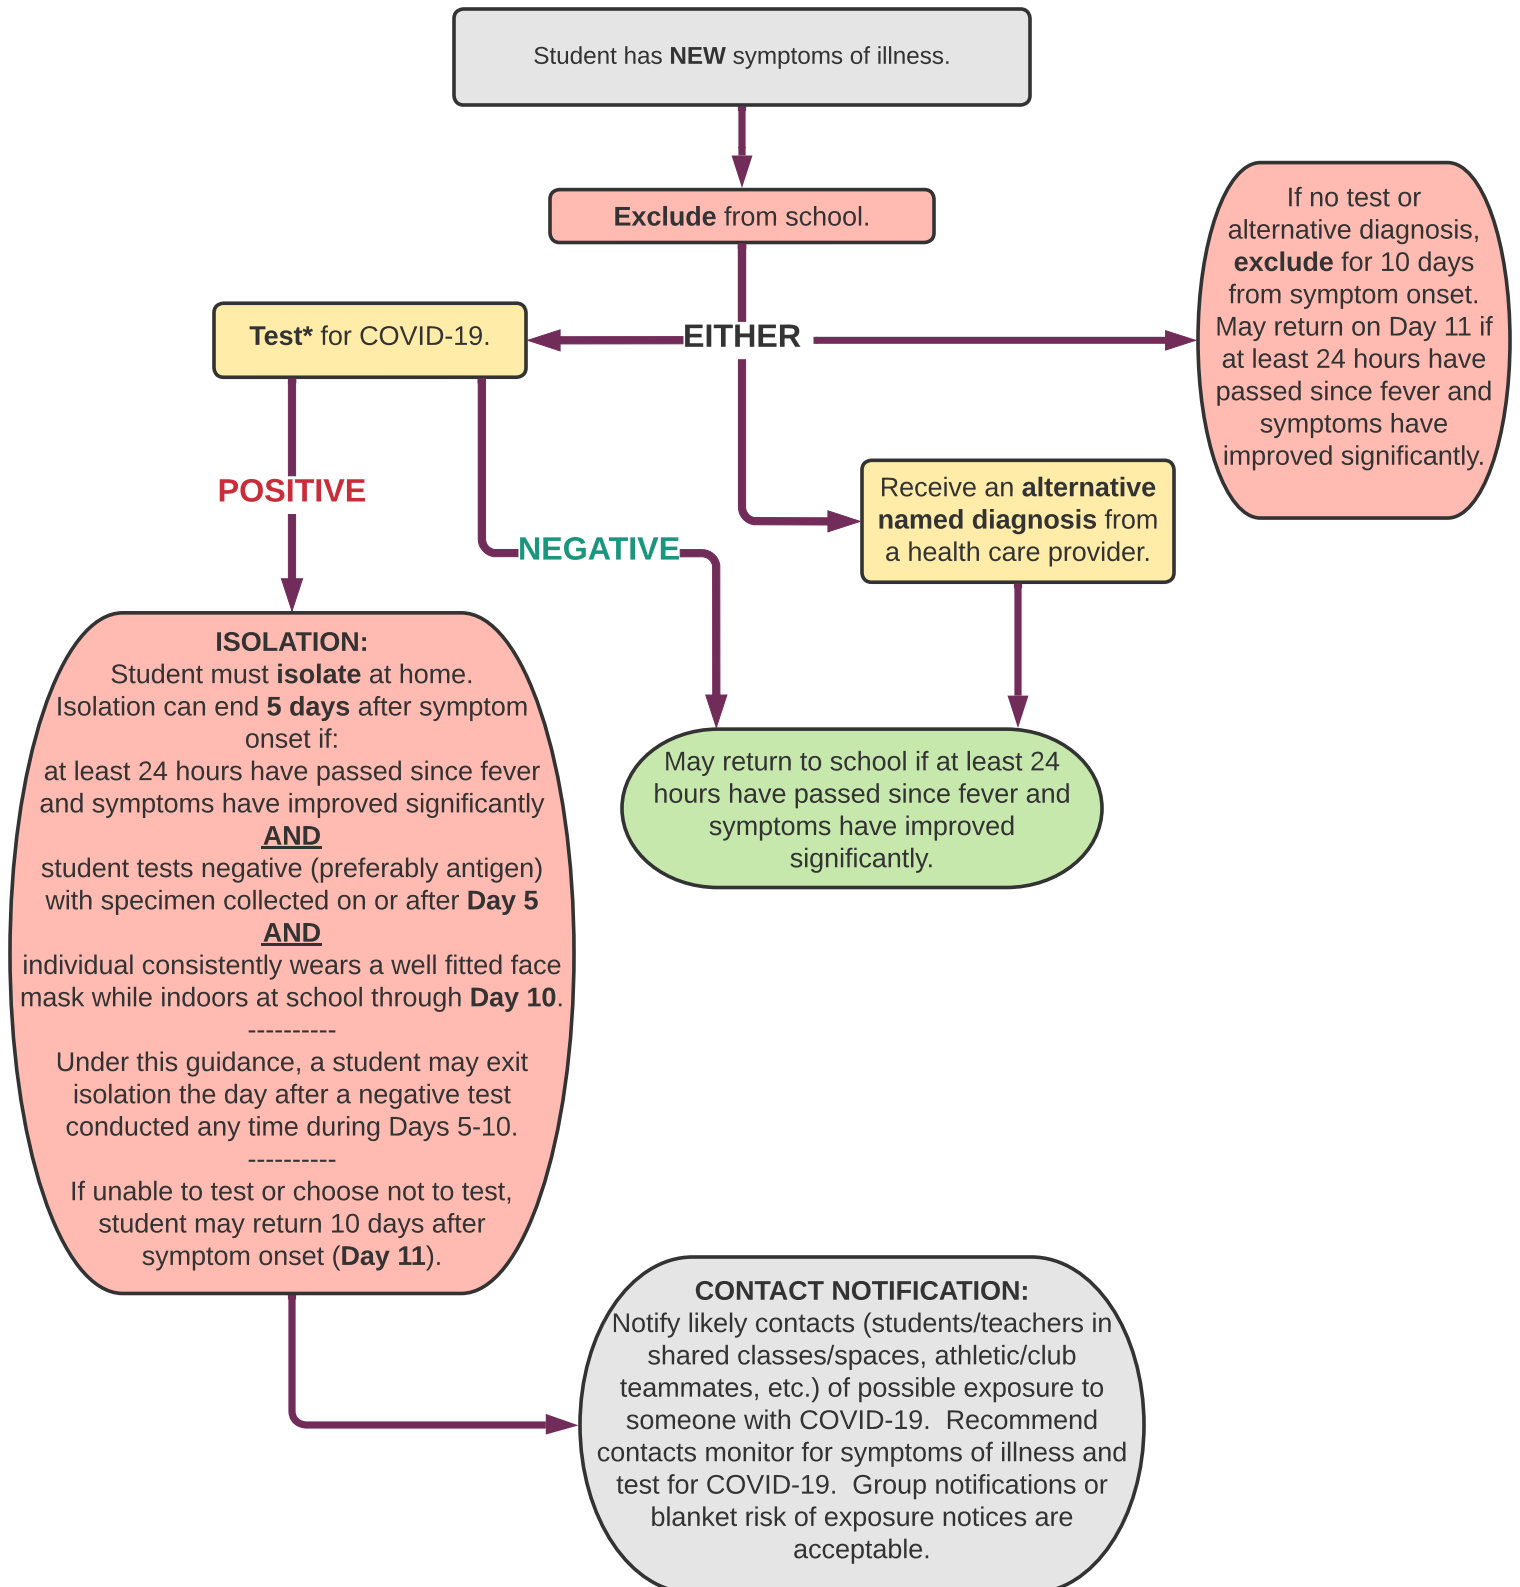 Student has NEW symptoms of illness.
Exclude from school.
If no test or
alternative diagnosis,
exclude for 10 days
from symptom onset.
May return on Day 11 if
at least 24 hours have
passed since fever and
symptoms have
improved significantly.
Test* for COVID-19.
EITHER
POSITIVE
NEGATIVE
Receive an alternative
named diagnosis from
a health care provider.
ISOLATION:
Student must isolate at home.
Isolation can end 5 days after symptom
onset if:
at least 24 hours have passed since fever
and symptoms have improved significantly
AND
student tests negative (preferably antigen)
with specimen collected on or after Day 5
AND
individual consistently wears a well fitted face
mask while indoors at school through Day 10.
----------
Under this guidance, a student may exit
isolation the day after a negative test
conducted any time during Days 5-10.
----------
If unable to test or choose not to test,
student may return 10 days after
symptom onset (Day 11).
May return to school if at least 24
hours have passed since fever and
symptoms have improved
significantly.
CONTACT NOTIFICATION:
Notify likely contacts (students/teachers in
shared classes/spaces, athletic/club
teammates, etc.) of possible exposure to
someone with COVID-19.  Recommend
contacts monitor for symptoms of illness and
test for COVID-19.  Group notifications or
blanket risk of exposure notices are
acceptable.